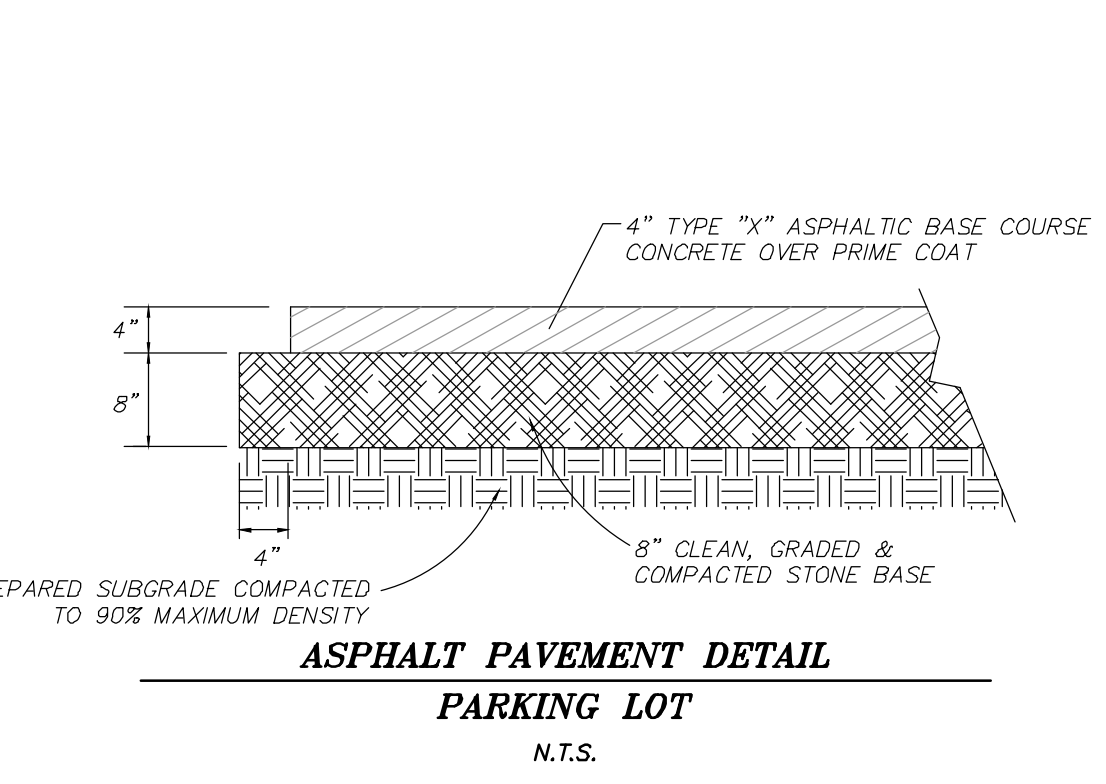 4” TYPE ”X” ASPHALTIC BASE COURSE
CONCRETE OVER PRIME COAT
4”
8”
4”
8” CLEAN, GRADED &
COMPACTED STONE BASE
EPARED SUBGRADE COMPACTED
TO 90% MAXIMUM DENSITY
ASPHALT PAVEMENT DETAIL
PARKING LOT
N.T.S.